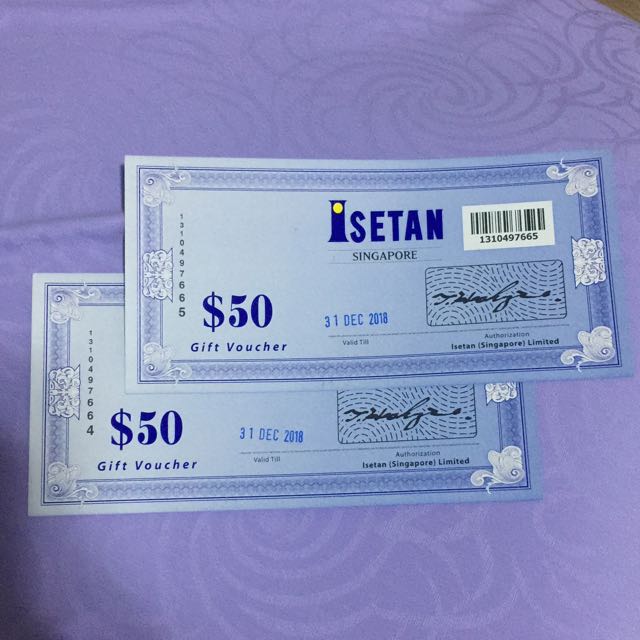 ISETAN
SINGAPORE
1310497665
1310497665
$50
Gift Voucher
31 DEC 2018
Valid Till
Authorization
Isetan (Singapore) Limited
1310497664
$50
Gift Voucher
31 DEC 2018
Valid Till
Authorization
Isetan (Singapore) Limited